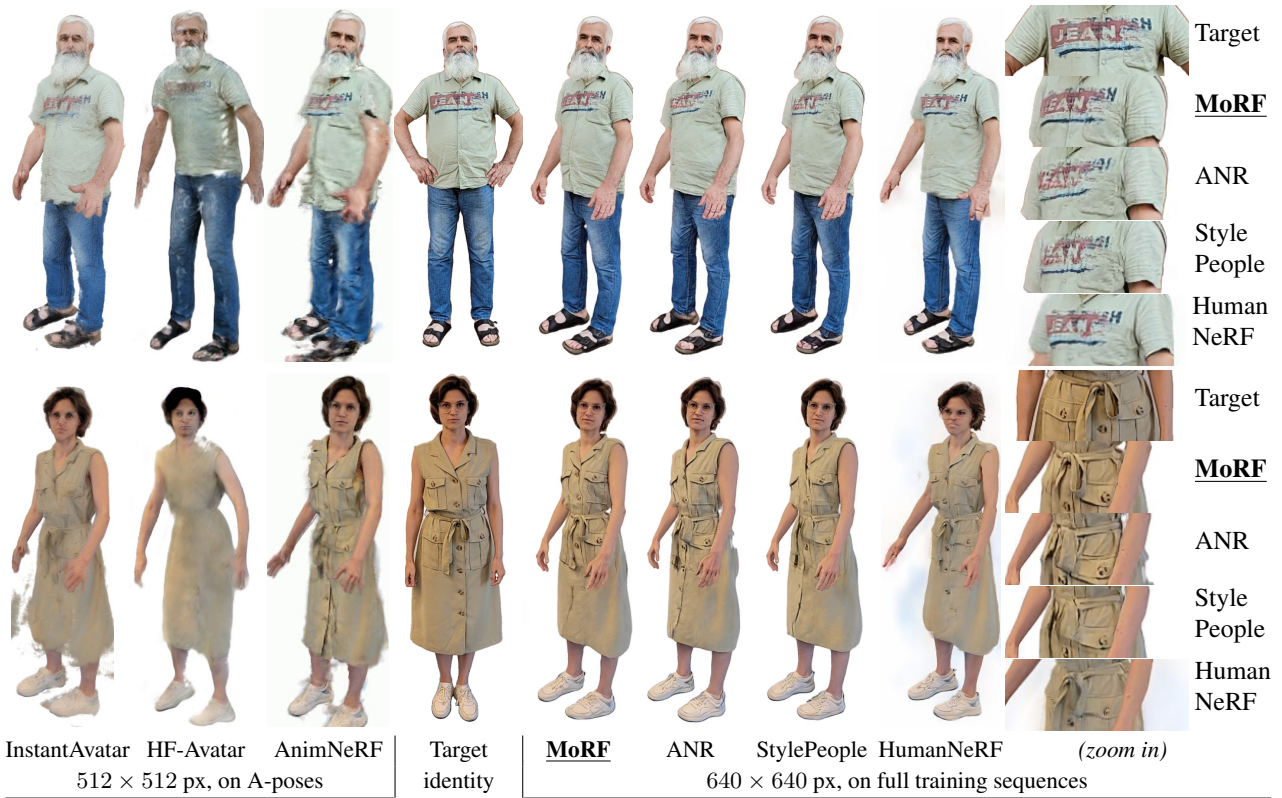 JEAN
Target
MoRF
ANR
Style
People
Human
NeRF
Target
MoRF
ANR
Style
People
Human
NeRF
InstantAvatar HF-Avatar AnimNeRF Target MoRF ANR StylePeople HumanNeRF (zoom in)
512 × 512 px, on A-poses identity 640 × 640 px, on full training sequences